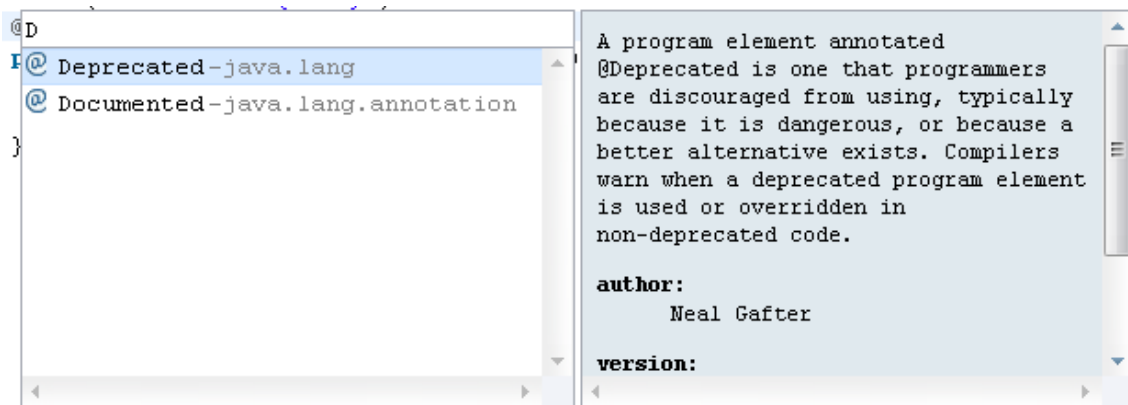 @D
@ Deprecated-java.lang
@ Documented-java.lang.annotation
}
A program element annotated
@Deprecated is one that programmers
are discouraged from using, typically
because it is dangerous, or because a
better alternative exists. Compilers
warn when a deprecated program element
is used or overridden in
non-deprecated code.
author:
Neal Gafter
version: